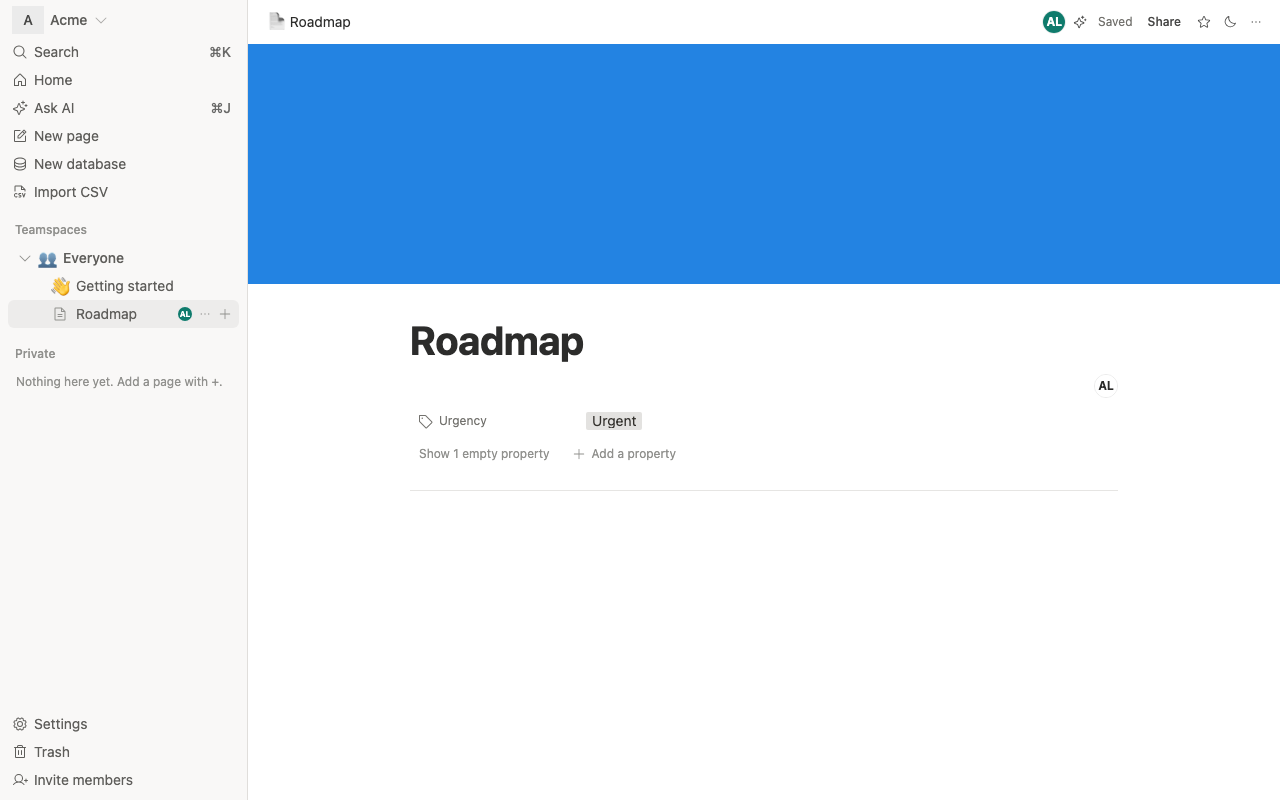 A Acme
Search ⌘K
Home
Ask AI ⌘J
New page
New database
CSV Import CSV
Teamspaces
Everyone
Getting started
Roadmap AL
Private
Nothing here yet. Add a page with +.
Settings
Trash
Invite members
Roadmap
AL Saved Share
Roadmap
AL
Urgency Urgent
Show 1 empty property Add a property